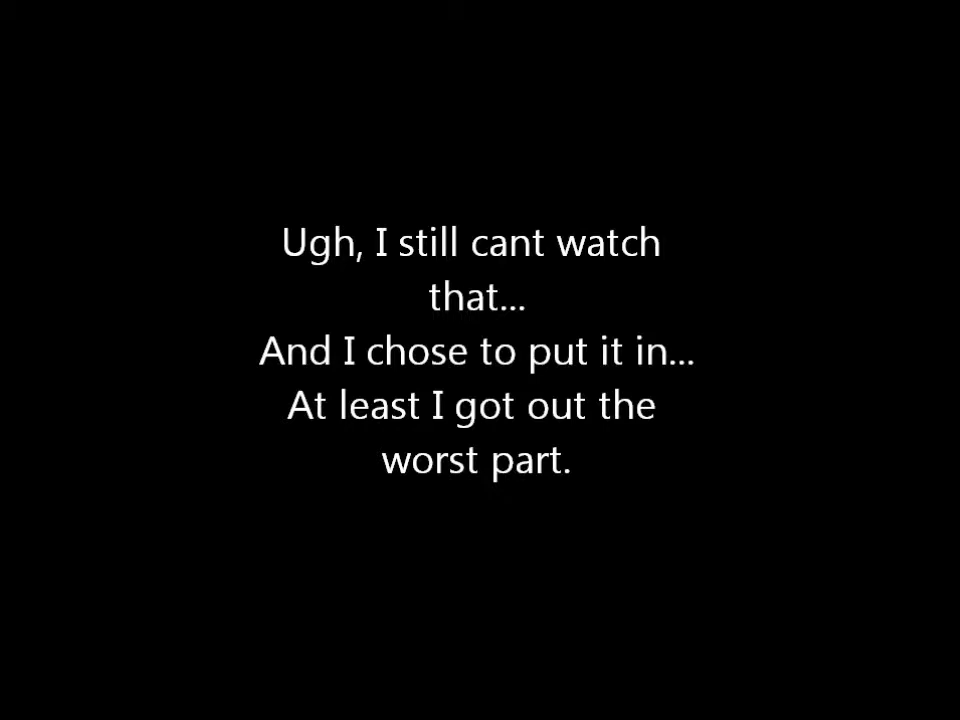 Ugh, I still cant watch
that...
And I chose to put it in...
At least I got out the
worst part.